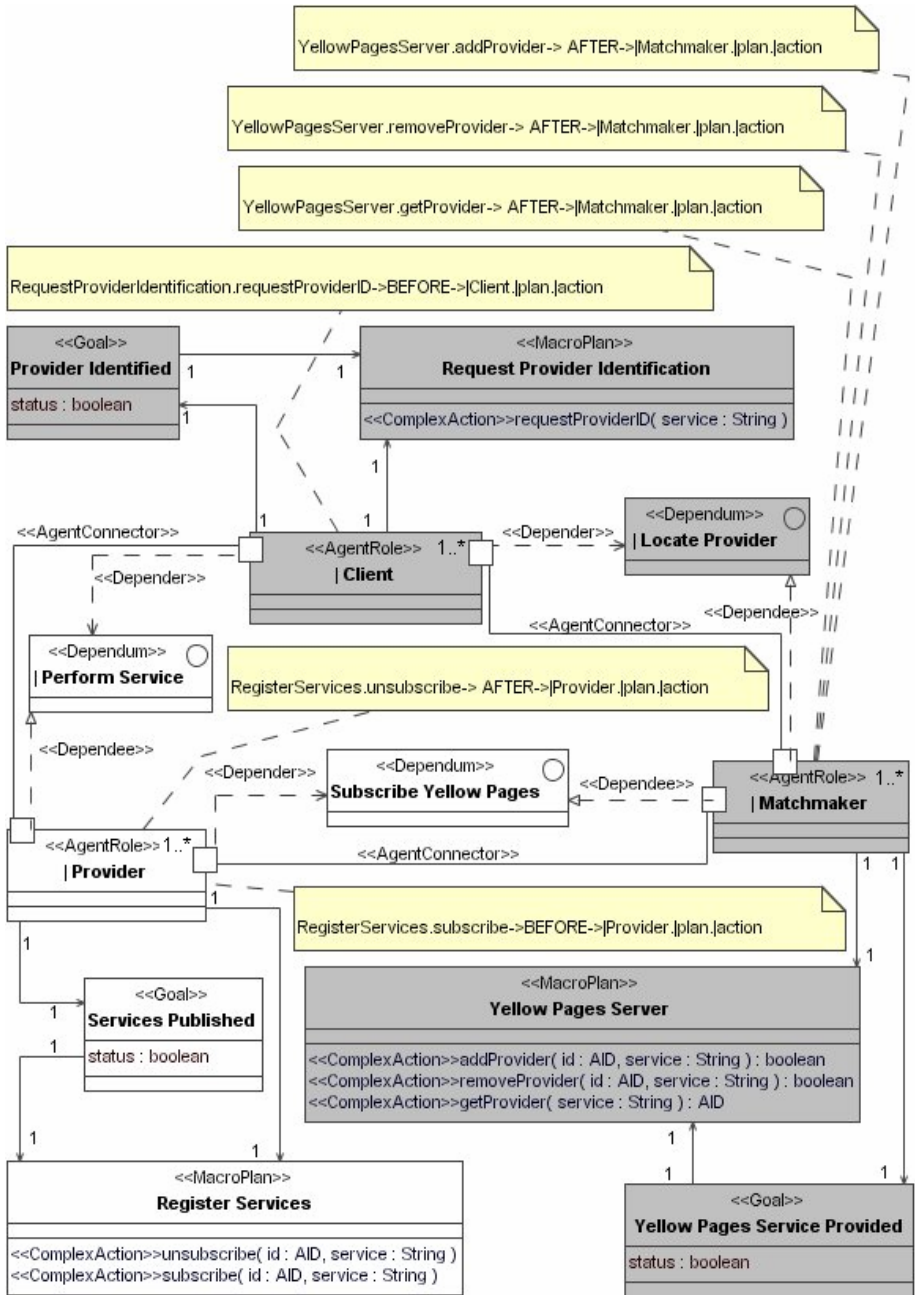 YellowPagesServer.addProvider-> AFTER->|Matchmaker.|plan.|action
YellowPagesServer.removeProvider-> AFTER->|Matchmaker.|plan.|action
YellowPagesServer.getProvider-> AFTER->|Matchmaker.|plan.|action
RequestProviderIdentification.requestProviderID->BEFORE->|Client.|plan.|action
<<Goal>>
Provider Identified
status : boolean
1
1
1
<<MacroPlan>>
Request Provider Identification
<<ComplexAction>>requestProviderID( service : String )
1
1
1
<<AgentConnector>>
<<Depender>>
<<AgentRole>> 1..*
| Client
<<Depender>>
<<Dependum>>
| Locate Provider
<<Dependee>>
<<AgentConnector>>
<<Dependum>>
| Perform Service
<<Dependee>>
RegisterServices.unsubscribe-> AFTER->|Provider.|plan.|action
<<Depender>>
<<Dependum>>
Subscribe Yellow Pages
<<Dependee>>
<<AgentRole>> 1..*
| Matchmaker
<<AgentRole>> 1..*
| Provider
<<AgentConnector>>
1
1
1
1
RegisterServices.subscribe->BEFORE->|Provider.|plan.|action
1
<<MacroPlan>>
Yellow Pages Server
<<ComplexAction>>addProvider( id : AID, service : String ) : boolean
<<ComplexAction>>removeProvider( id : AID, service : String ) : boolean
<<ComplexAction>>getProvider( service : String ) : AID
1
<<Goal>>
Services Published
status : boolean
1
1
1
1
1
1
<<MacroPlan>>
Register Services
<<ComplexAction>>unsubscribe( id : AID, service : String )
<<ComplexAction>>subscribe( id : AID, service : String )
1
<<Goal>>
Yellow Pages Service Provided
status : boolean